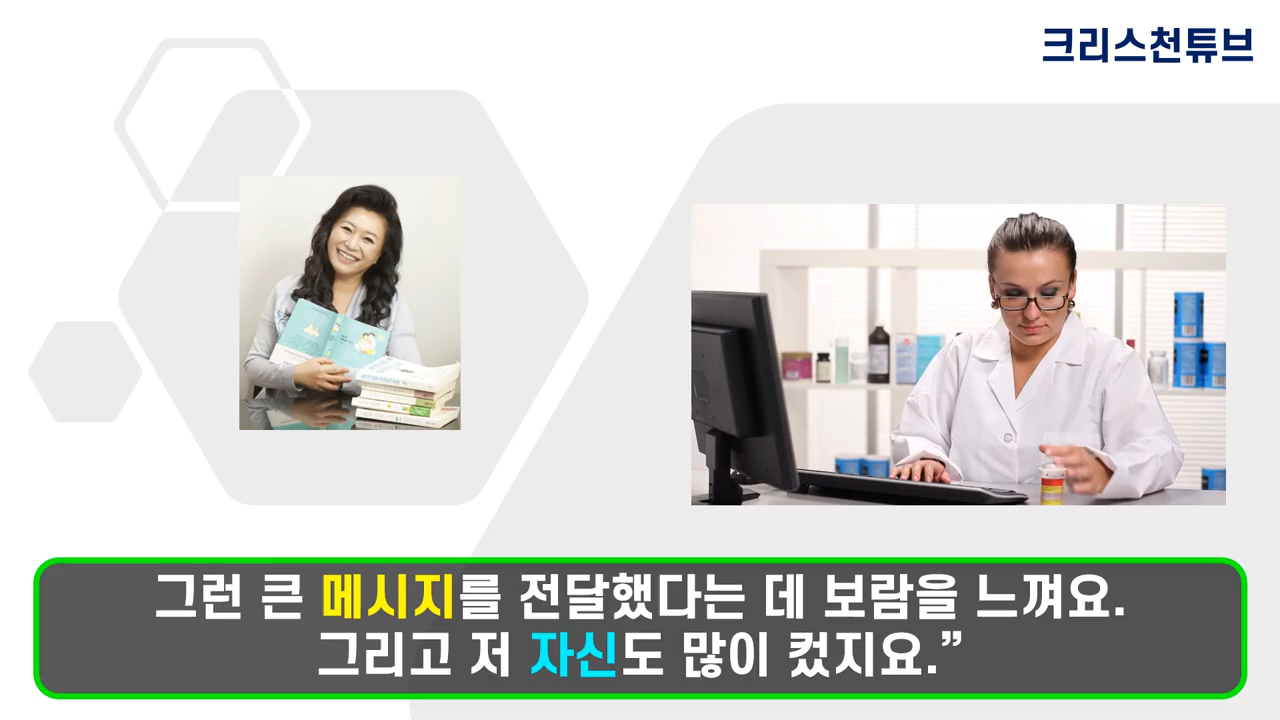 크리스천튜브
그런 큰 메시지를 전달했다는 데 보람을 느껴요.
그리고 저 자신도 많이 컸지요.”